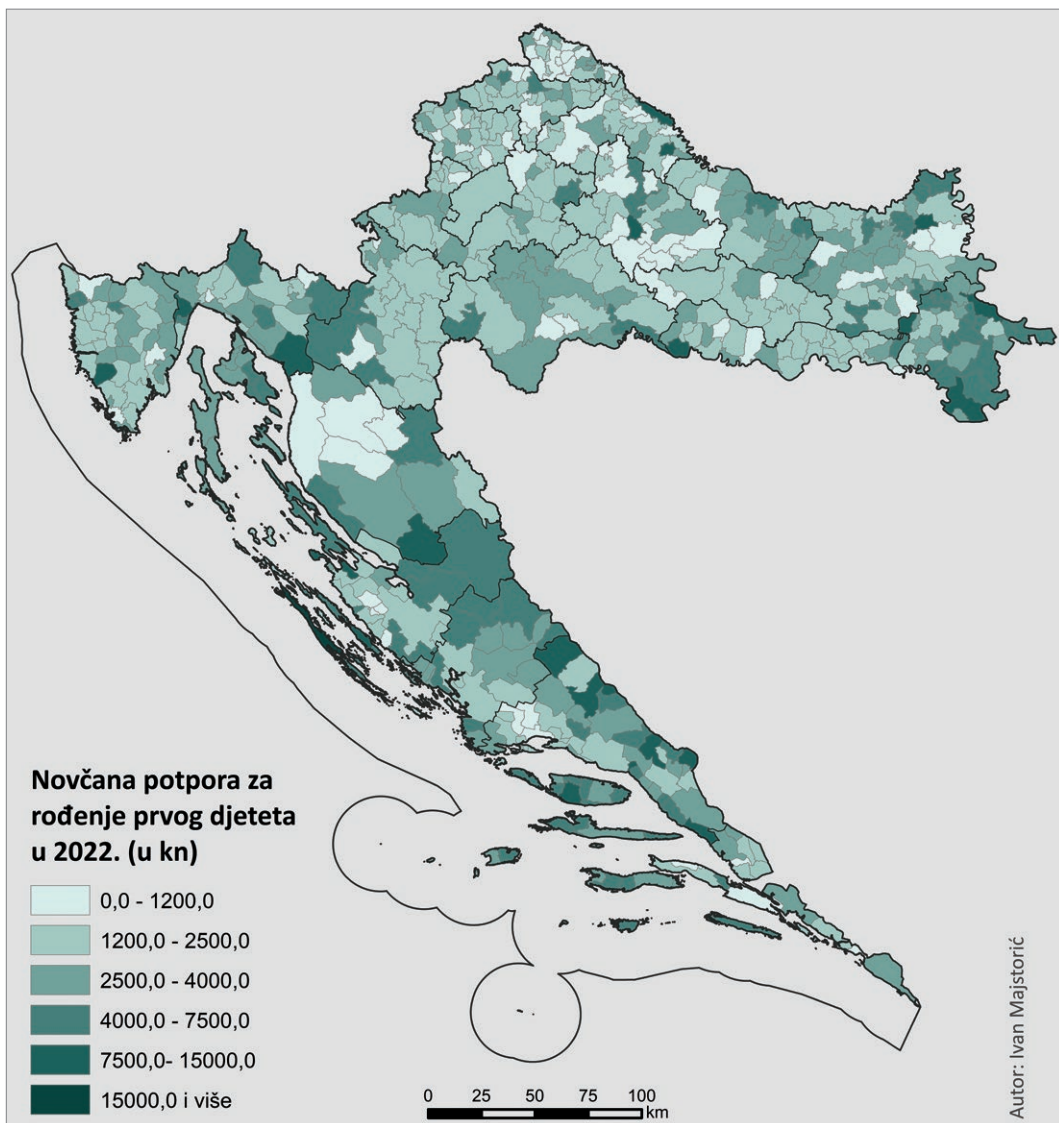 Novčana potpora za
rođenje prvog djeteta
u 2022. (u kn)
0,0 - 1200,0
1200,0 - 2500,0
2500,0 - 4000,0
4000,0 - 7500,0
7500,0- 15000,0
15000,0 i više
0 25 50 75 100
km
Autor: Ivan Majstorić